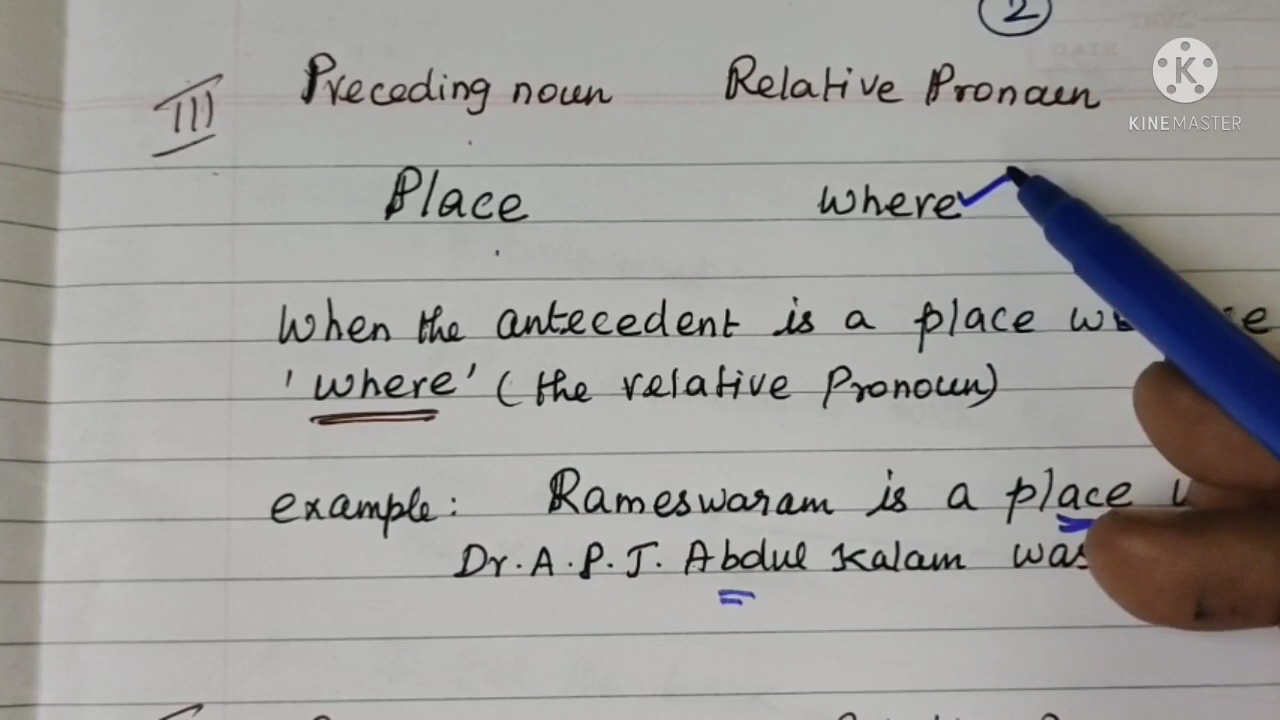 2
III Preceding noun Relative Pronoun
KINEMASTER
Place where
When the antecedent is a place
'where' (the relative Pronoun)
example: Rameswaram is a place
Dr. A. P. J. Abdul Kalam was